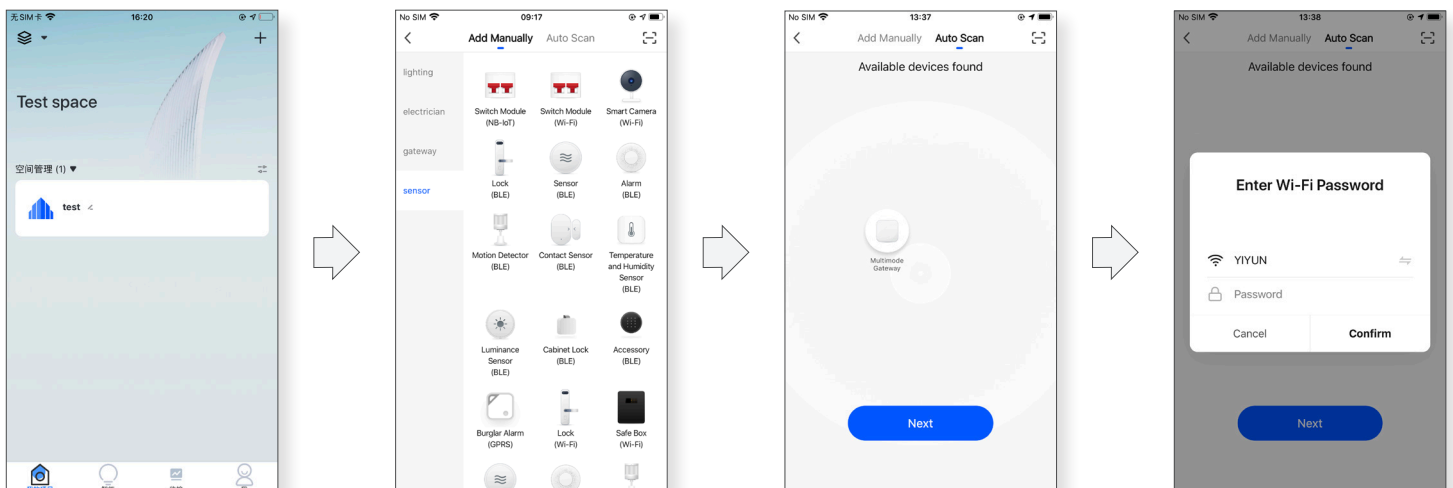 无SIM卡
16:20
Test space
空间管理 (1) ▼
test
No SIM
09:17
Add Manually
Auto Scan
lighting
electrician
gateway
sensor
Switch Module
(NB-IoT)
Switch Module
(Wi-Fi)
Smart Camera
(Wi-Fi)
Lock
(BLE)
Sensor
(BLE)
Alarm
(BLE)
Motion Detector
(BLE)
Contact Sensor
(BLE)
Temperature
and Humidity
Sensor
(BLE)
Luminance
Sensor
(BLE)
Cabinet Lock
(BLE)
Accessory
(BLE)
Burglar Alarm
(GPRS)
Lock
(Wi-Fi)
Safe Box
(Wi-Fi)
No SIM
13:37
Add Manually
Auto Scan
Available devices found
Multimode
Gateway
Next
No SIM
13:38
Add Manually
Auto Scan
Available devices found
Enter Wi-Fi Password
YIYUN
Password
Cancel
Confirm
Next